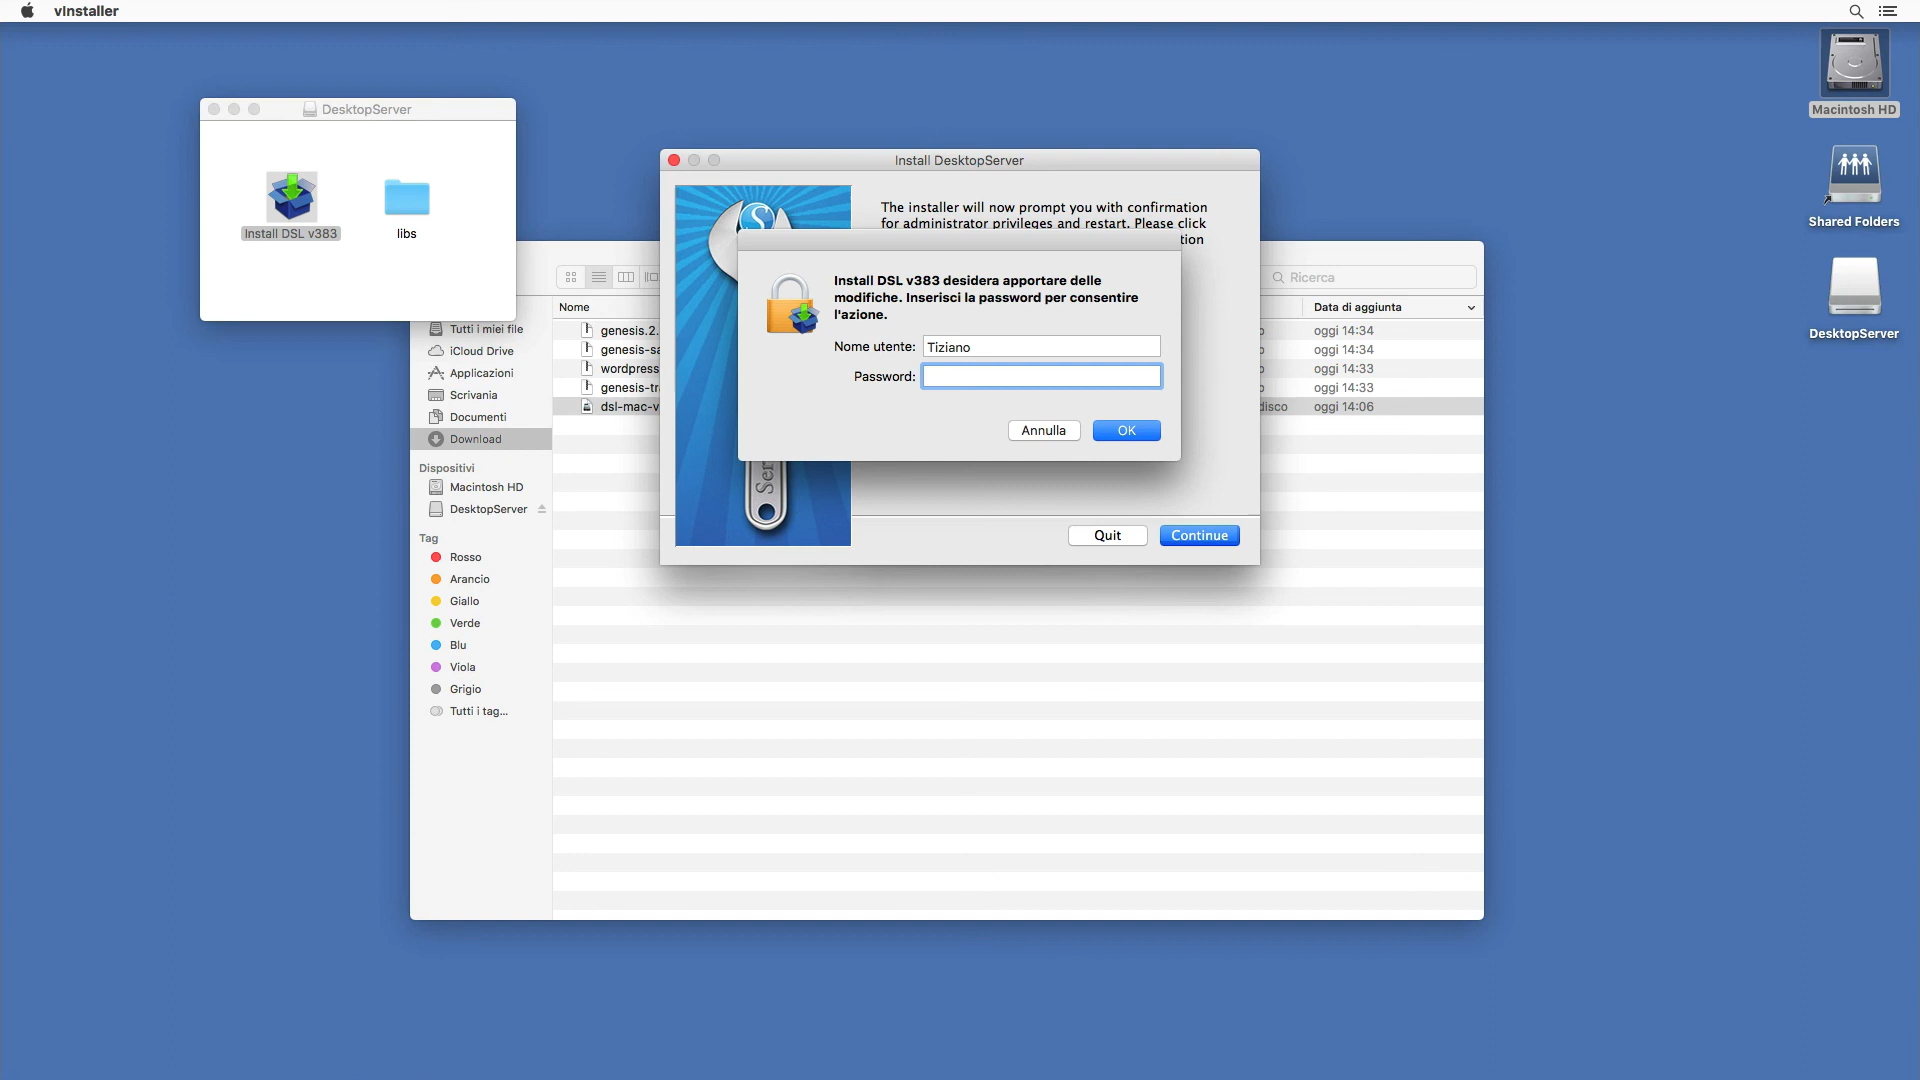 vInstaller
Macintosh HD
Shared Folders
DesktopServer
DesktopServer
Install DSL v383
libs
Install DesktopServer
The installer will now prompt you with confirmation
for administrator privileges and restart. Please click
tion
S
Ser
Install DSL v383 desidera apportare delle
modifiche. Inserisci la password per consentire
l'azione.
Nome utente: Tiziano
Password:
Annulla
OK
Quit
Continue
Ricerca
Nome
Data di aggiunta
genesis.2.
oggi 14:34
genesis-sa
oggi 14:34
wordpress
oggi 14:33
genesis-tr
oggi 14:33
dsl-mac-v
disco
oggi 14:06
Tutti i miei file
iCloud Drive
Applicazioni
Scrivania
Documenti
Download
Dispositivi
Macintosh HD
DesktopServer
Tag
Rosso
Arancio
Giallo
Verde
Blu
Viola
Grigio
Tutti i tag...